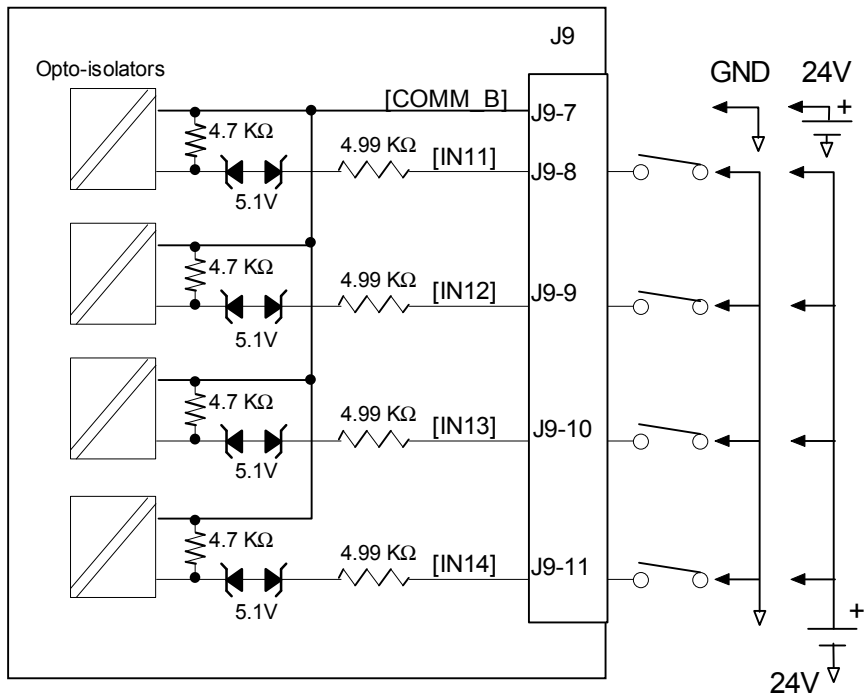 J9
Opto-isolators
GND 24V
[COMM_B]
J9-7
+
4.7 KΩ
4.99 KΩ
[IN11]
J9-8
5.1V
4.7 KΩ
4.99 KΩ
[IN12]
J9-9
5.1V
4.7 KΩ
4.99 KΩ
[IN13]
J9-10
5.1V
4.7 KΩ
4.99 KΩ
[IN14]
J9-11
5.1V
+
24V